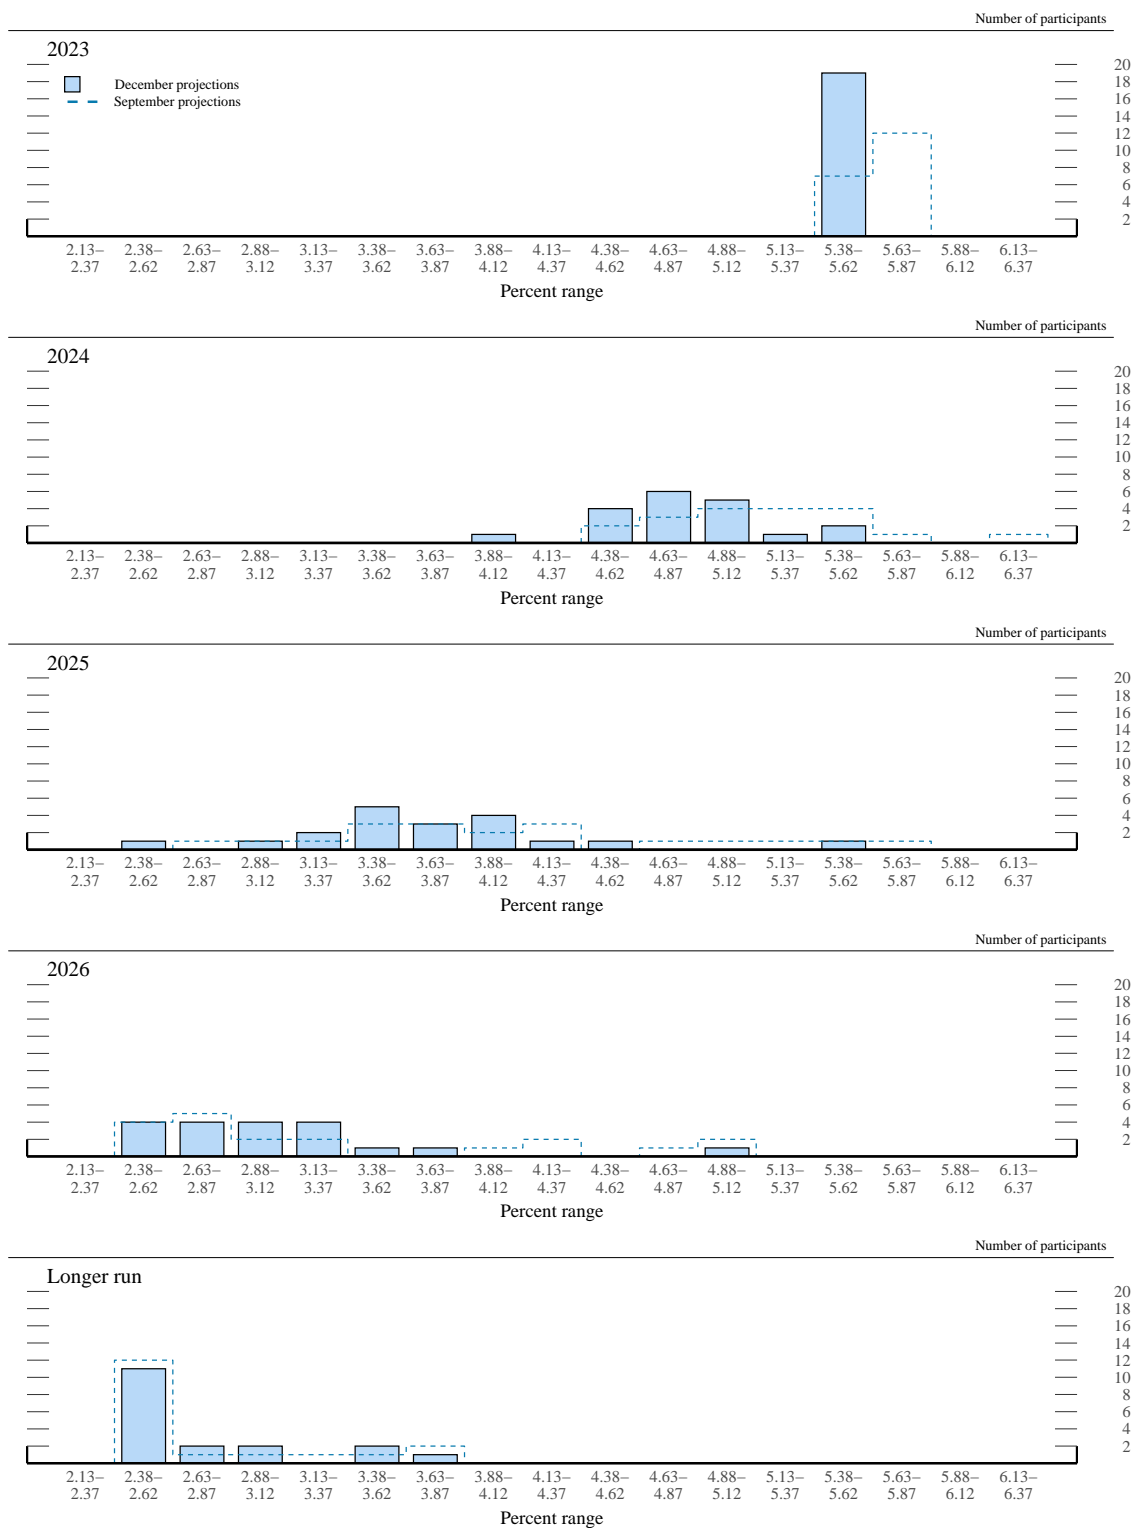 Number of participants
2023
December projections
September projections
20
18
16
14
12
10
8
6
4
2
2.13– 2.38– 2.63– 2.88– 3.13– 3.38– 3.63– 3.88– 4.13– 4.38– 4.63– 4.88– 5.13– 5.38– 5.63– 5.88– 6.13–
2.37 2.62 2.87 3.12 3.37 3.62 3.87 4.12 4.37 4.62 4.87 5.12 5.37 5.62 5.87 6.12 6.37
Percent range
Number of participants
2024
20
18
16
14
12
10
8
6
4
2
2.13– 2.38– 2.63– 2.88– 3.13– 3.38– 3.63– 3.88– 4.13– 4.38– 4.63– 4.88– 5.13– 5.38– 5.63– 5.88– 6.13–
2.37 2.62 2.87 3.12 3.37 3.62 3.87 4.12 4.37 4.62 4.87 5.12 5.37 5.62 5.87 6.12 6.37
Percent range
Number of participants
2025
20
18
16
14
12
10
8
6
4
2
2.13– 2.38– 2.63– 2.88– 3.13– 3.38– 3.63– 3.88– 4.13– 4.38– 4.63– 4.88– 5.13– 5.38– 5.63– 5.88– 6.13–
2.37 2.62 2.87 3.12 3.37 3.62 3.87 4.12 4.37 4.62 4.87 5.12 5.37 5.62 5.87 6.12 6.37
Percent range
Number of participants
2026
20
18
16
14
12
10
8
6
4
2
2.13– 2.38– 2.63– 2.88– 3.13– 3.38– 3.63– 3.88– 4.13– 4.38– 4.63– 4.88– 5.13– 5.38– 5.63– 5.88– 6.13–
2.37 2.62 2.87 3.12 3.37 3.62 3.87 4.12 4.37 4.62 4.87 5.12 5.37 5.62 5.87 6.12 6.37
Percent range
Number of participants
Longer run
20
18
16
14
12
10
8
6
4
2
2.13– 2.38– 2.63– 2.88– 3.13– 3.38– 3.63– 3.88– 4.13– 4.38– 4.63– 4.88– 5.13– 5.38– 5.63– 5.88– 6.13–
2.37 2.62 2.87 3.12 3.37 3.62 3.87 4.12 4.37 4.62 4.87 5.12 5.37 5.62 5.87 6.12 6.37
Percent range